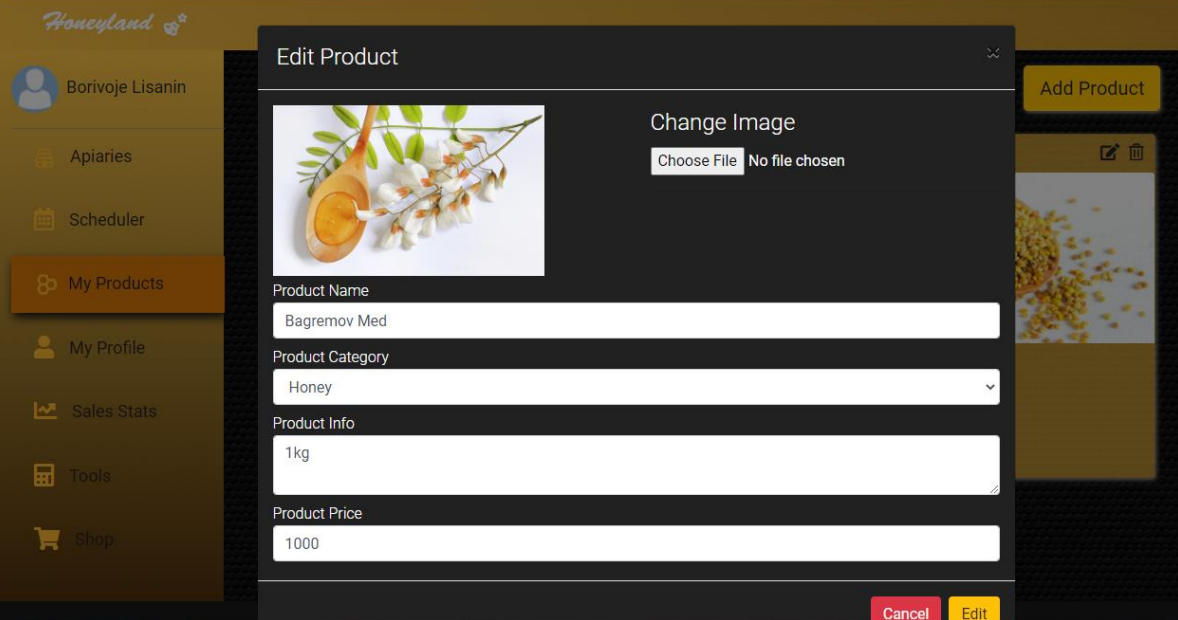 Honeyland
Borivoje Lisanin
Apiaries
Scheduler
My Products
My Profile
Sales Stats
Tools
Shop
Add Product
Edit Product
×
Change Image
Choose File No file chosen
Product Name
Bagremov Med
Product Category
Honey
Product Info
1kg
Product Price
1000
Cancel
Edit